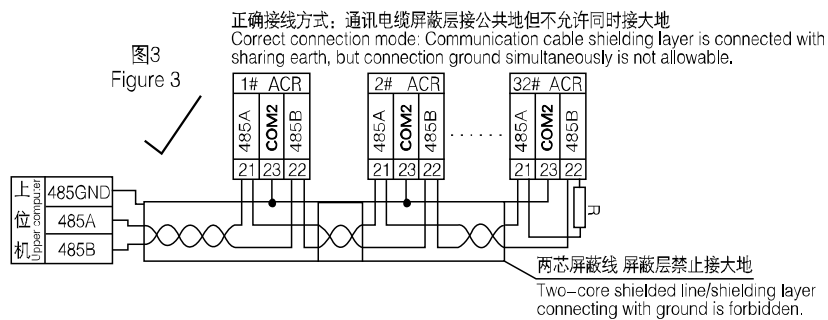 正确接线方式：通讯电缆屏蔽层接公共地但不允许同时接大地
Correct connection mode: Communication cable shielding layer is connected with
sharing earth, but connection ground simultaneously is not allowable.
图3
Figure 3
1# ACR
485A COM2 485B
21 23 22
2# ACR
485A COM2 485B
21 23 22
......
32# ACR
485A COM2 485B
21 23 22
R
上位机
Upper computer
485GND
485A
485B
两芯屏蔽线 屏蔽层禁止接大地
Two-core shielded line/shielding layer
connecting with ground is forbidden.